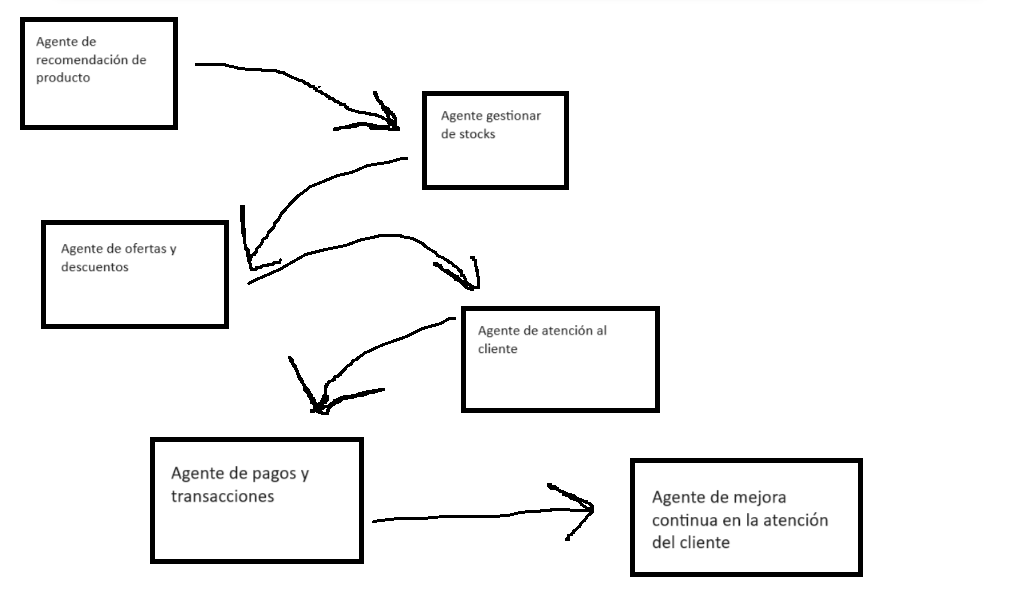 Agente de
recomendación de
producto
Agente gestionar
de stocks
Agente de ofertas y
descuentos
Agente de atención al
cliente
Agente de pagos y
transacciones
Agente de mejora
continua en la atención
del cliente